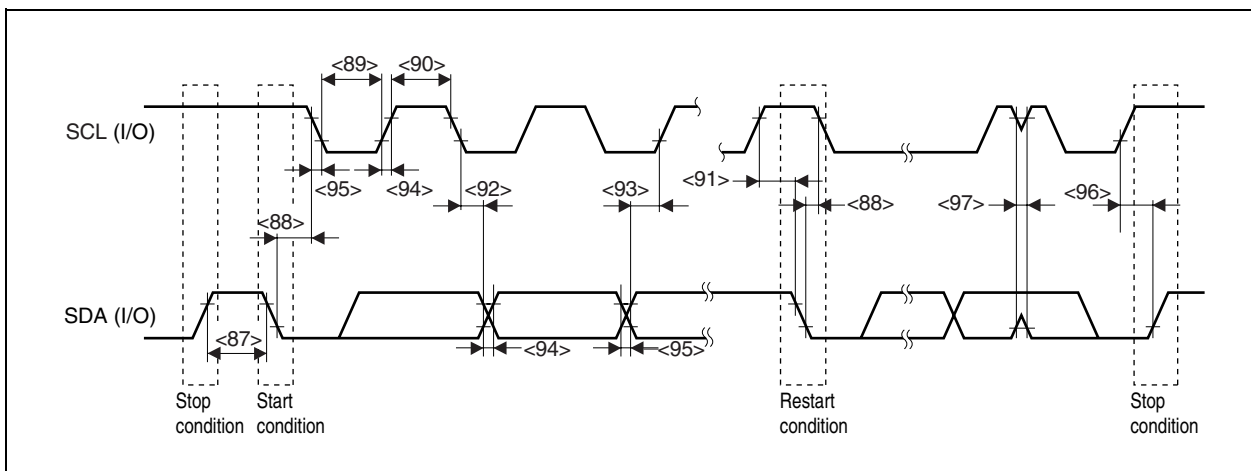 <89> <90>
SCL (I/O)
<95> <94> <92> <93> <91> <88> <97> <96>
<88>
SDA (I/O)
<87> <94> <95>
Stop condition
Start condition
Restart condition
Stop condition